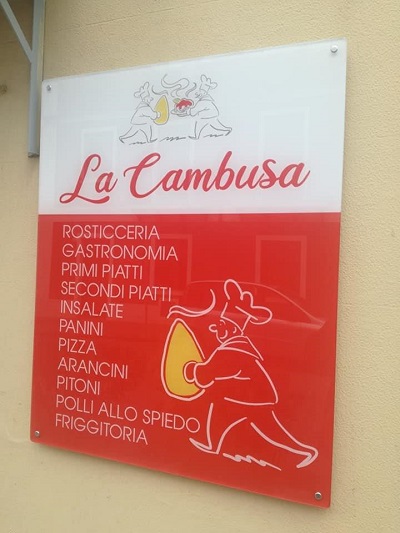 La Cambusa
ROSTICCERIA
GASTRONOMIA
PRIMI PIATTI
SECONDI PIATTI
INSALATE
PANINI
PIZZA
ARANCINI
PITONI
POLLI ALLO SPIEDO
FRIGGITORIA